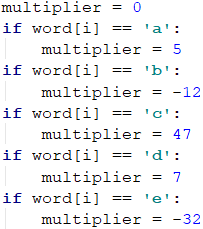 multiplier = 0
if word[i] == 'a':
    multiplier = 5
if word[i] == 'b':
    multiplier = -12
if word[i] == 'c':
    multiplier = 47
if word[i] == 'd':
    multiplier = 7
if word[i] == 'e':
    multiplier = -32